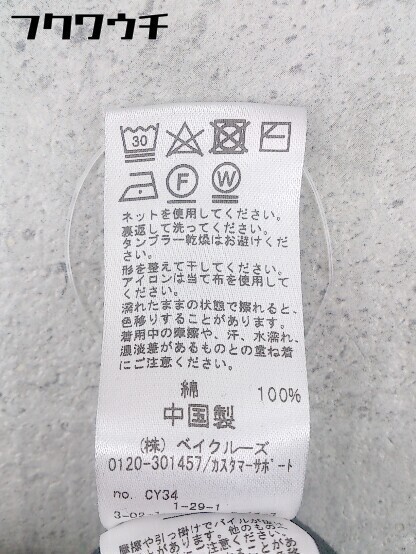 フクワウチ
30
F W
ネットを使用してください。
裏返して洗ってください。
タンブラー乾燥はお避けくだ
さい。
形を整えて干してください。
アイロンは当て布を使用して
ください。
濡れたままの状態で擦れると、
色移りすることがあります。
着用中の摩擦や、汗、水濡れ、
濃淡差があるものとの重ね着
にご注意ください。
綿 100%
中国製
(株) ベイクルーズ
0120-301457/カスタマーサポート
no. CY34
1-29-1
3-02-1